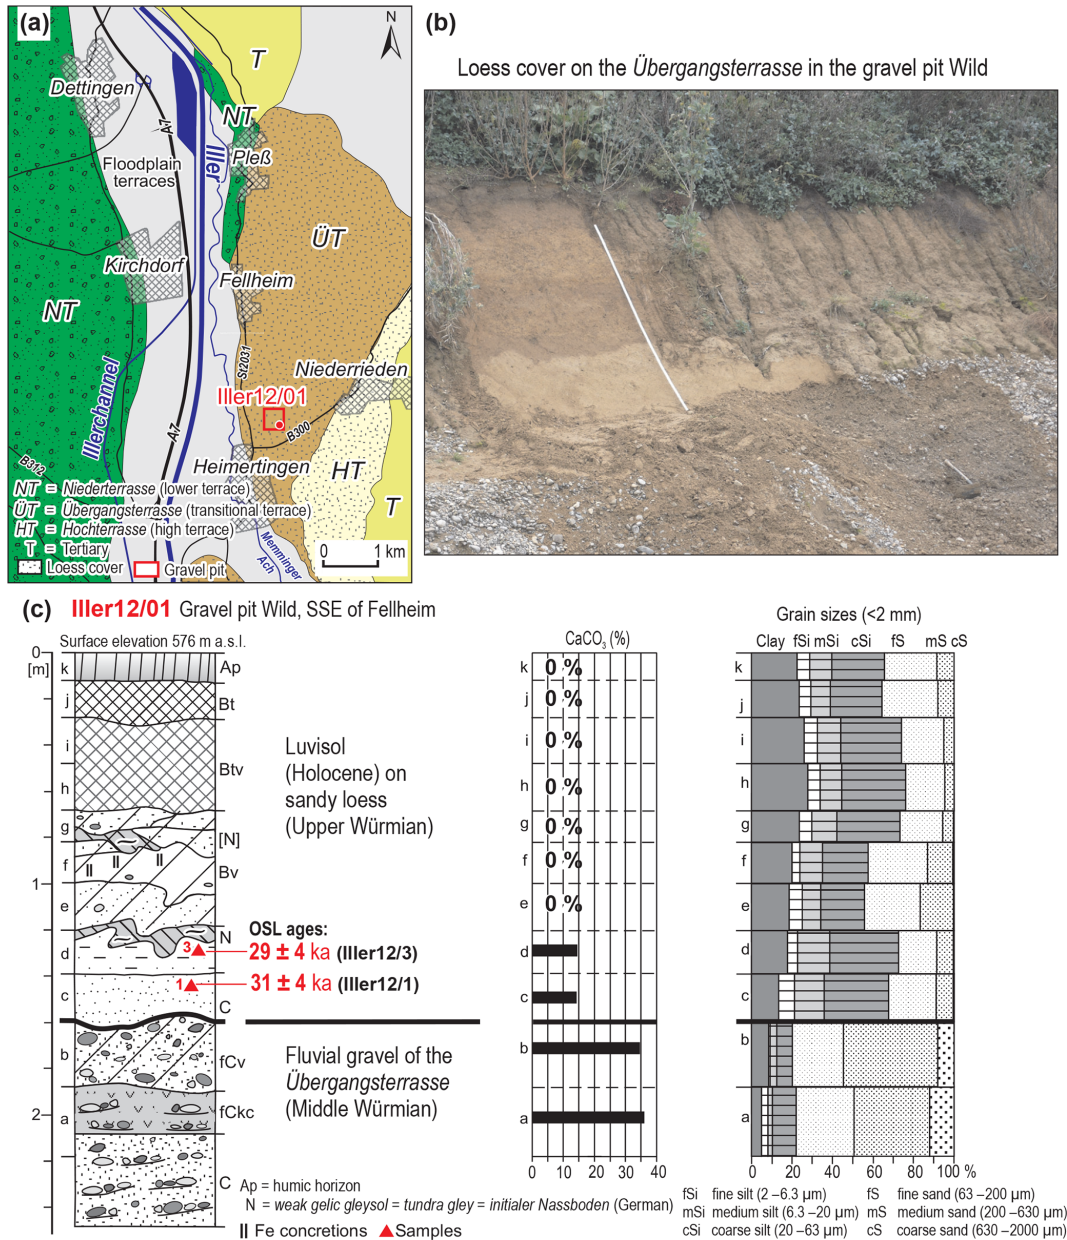 (a)
N
T
Dettingen
NT
A7
Iller
Pleß
Floodplain
terraces
ÜT
Kirchdorf
Fellheim
NT
St2031
Niederrieden
Illerchannel
Iller12/01
A7
B300
B312
Heimertingen
HT
T
NT = Niederterrasse (lower terrace)
ÜT = Übergangsterrasse (transitional terrace)
HT = Hochterrasse (high terrace)
T = Tertiary
Loess cover Gravel pit
Memminger
Ach
0 1 km
(b)
Loess cover on the Übergangsterrasse in the gravel pit Wild
(c) Iller12/01 Gravel pit Wild, SSE of Fellheim
Surface elevation 576 m a.s.l.
0
[m]
1
2
k Ap
j Bt
i
Btv
h
g
[N]
f
Bv
e
N
d
3
c
1
C
b fCv
a fCkc
C
Luvisol
(Holocene) on
sandy loess
(Upper Würmian)
OSL ages:
29 ± 4 ka (Iller12/3)
31 ± 4 ka (Iller12/1)
Fluvial gravel of the
Übergangsterrasse
(Middle Würmian)
Ap = humic horizon
N = weak gelic gleysol = tundra gley = initialer Nassboden (German)
Fe concretions Samples
CaCO₃ (%)
k 0 %
j 0 %
i 0 %
h 0 %
g 0 %
f 0 %
e 0 %
d
c
b
a
0 10 20 30 40
Grain sizes (<2 mm)
Clay fSi mSi cSi fS mS cS
k
j
i
h
g
f
e
d
c
b
a
0 20 40 60 80 100 %
fSi fine silt (2 –6.3 µm) fS fine sand (63 –200 µm)
mSi medium silt (6.3 –20 µm) mS medium sand (200 –630 µm)
cSi coarse silt (20 –63 µm) cS coarse sand (630 –2000 µm)